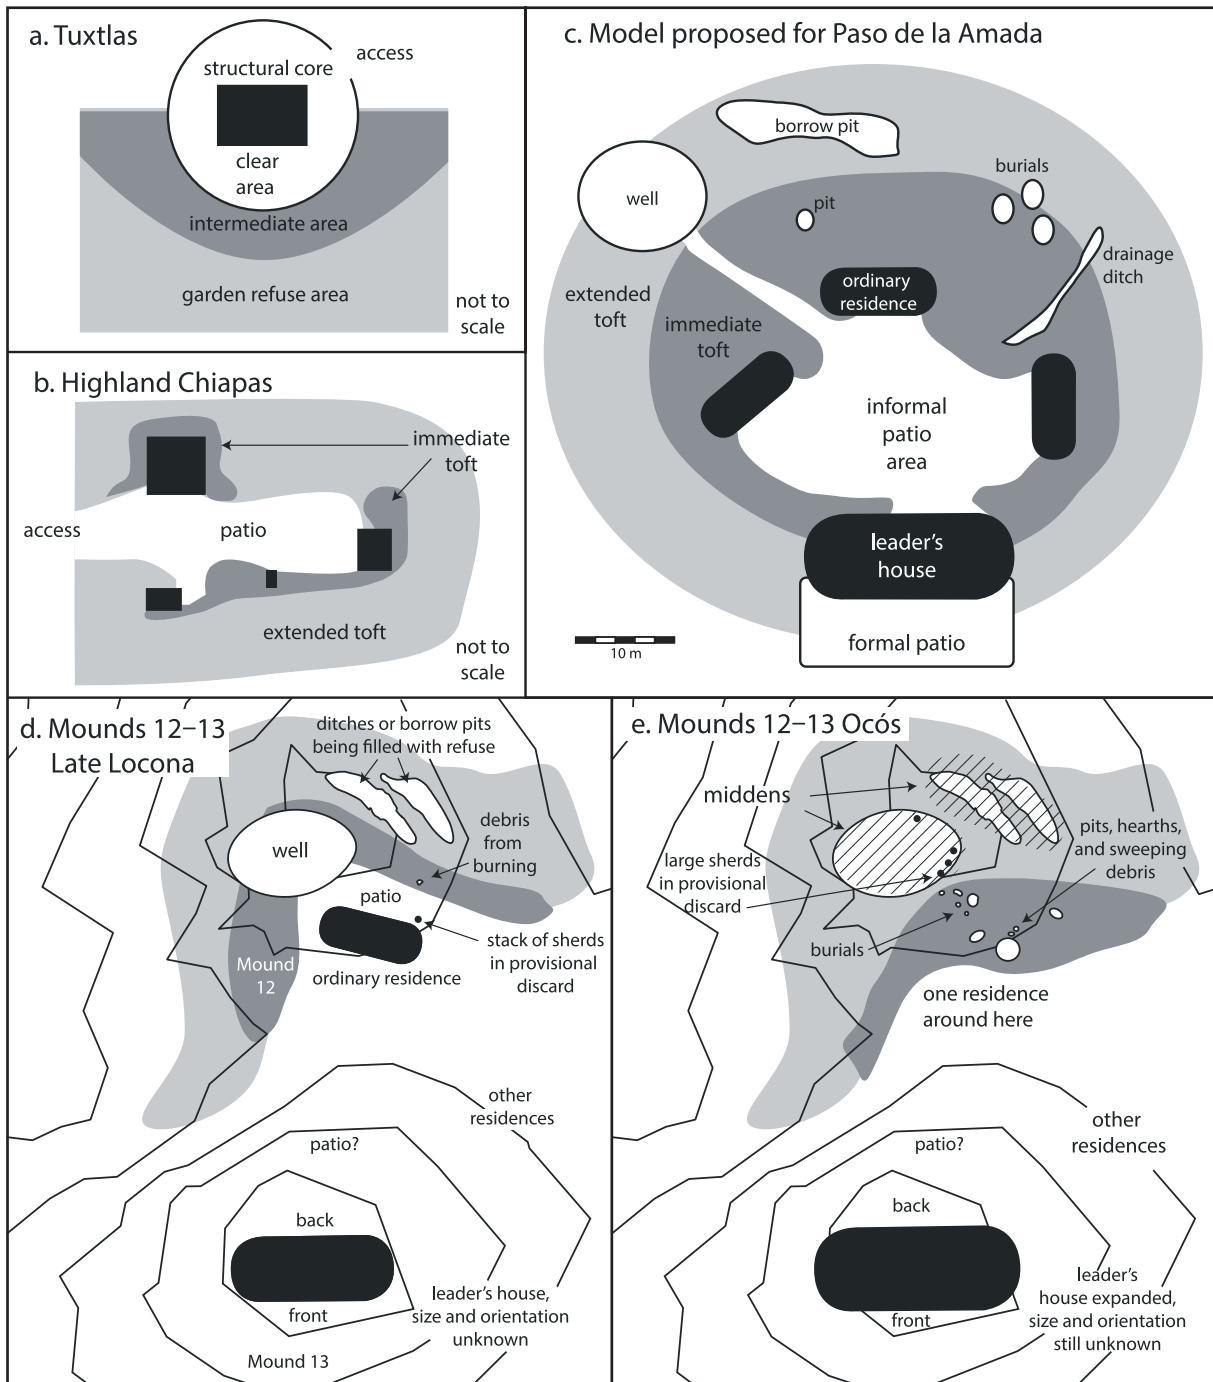 a. Tuxtlas
access
structural core
clear
area
intermediate area
garden refuse area
not to
scale
b. Highland Chiapas
immediate
toft
access
patio
extended toft
not to
scale
c. Model proposed for Paso de la Amada
borrow pit
well
pit
burials
drainage
ditch
ordinary
residence
extended
toft
immediate
toft
informal
patio
area
leader's
house
formal patio
10 m
d. Mounds 12–13
Late Locona
ditches or borrow pits
being filled with refuse
debris
from
burning
well
patio
stack of sherds
in provisional
discard
Mound
12
ordinary residence
other
residences
patio?
back
front
leader's house,
size and orientation
unknown
Mound 13
e. Mounds 12–13 Ocós
middens
pits, hearths,
and sweeping
debris
large sherds
in provisional
discard
burials
one residence
around here
other
residences
patio?
back
front
leader's
house expanded,
size and orientation
still unknown